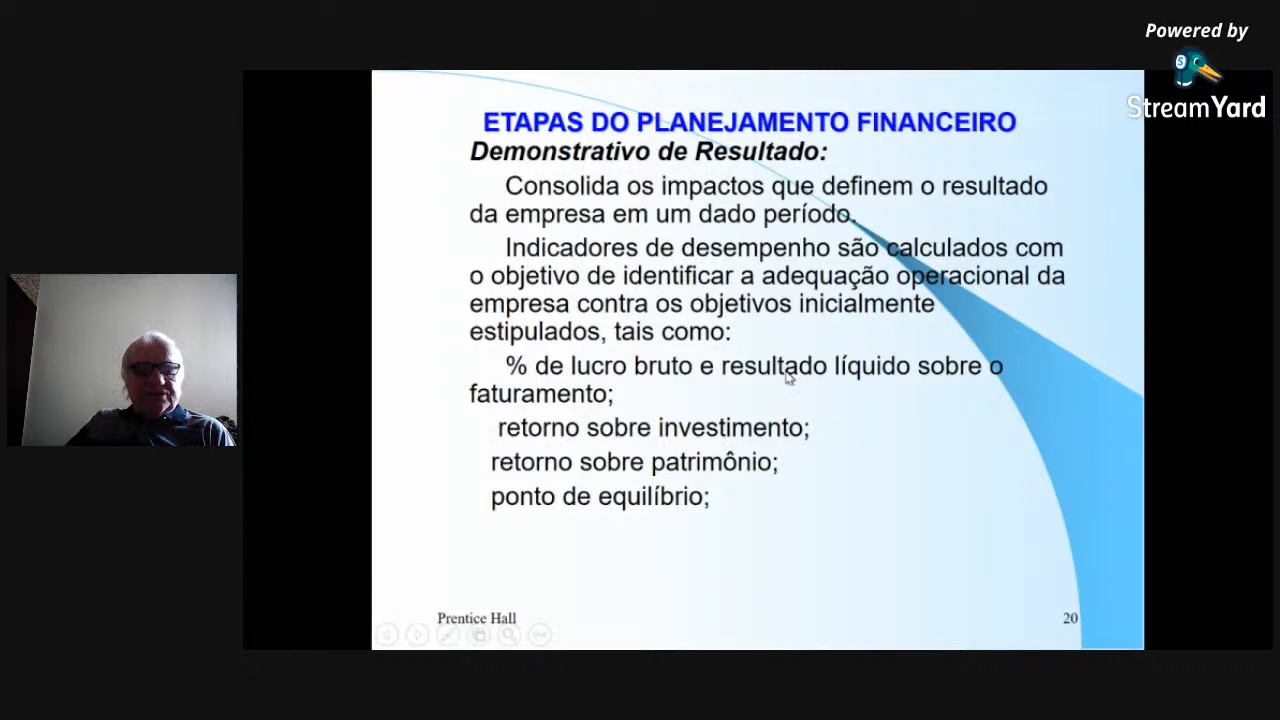 Powered by
StreamYard
ETAPAS DO PLANEJAMENTO FINANCEIRO
Demonstrativo de Resultado:
Consolida os impactos que definem o resultado
da empresa em um dado período.
Indicadores de desempenho são calculados com
o objetivo de identificar a adequação operacional da
empresa contra os objetivos inicialmente
estipulados, tais como:
% de lucro bruto e resultado líquido sobre o
faturamento;
retorno sobre investimento;
retorno sobre patrimônio;
ponto de equilíbrio;
Prentice Hall
20